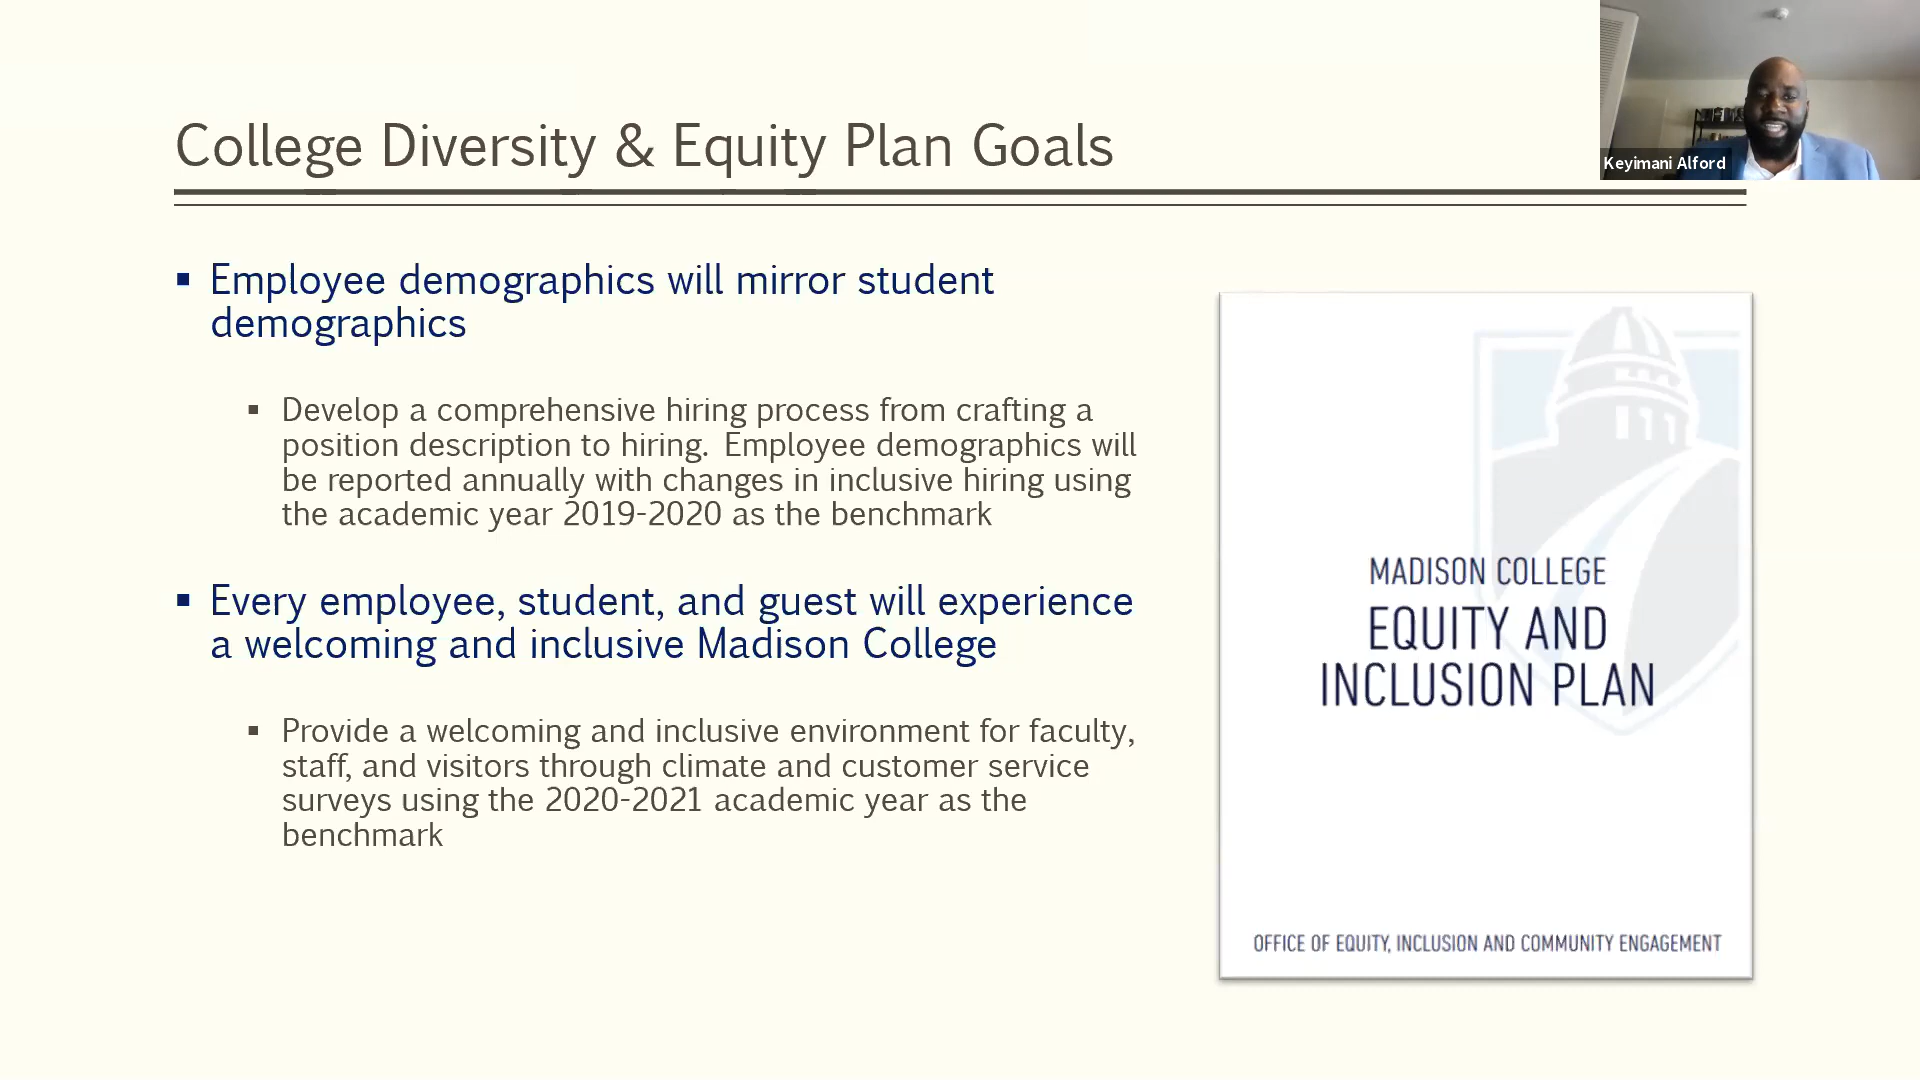 College Diversity & Equity Plan Goals
Keyimani Alford
▪ Employee demographics will mirror student
demographics
▪ Develop a comprehensive hiring process from crafting a
position description to hiring. Employee demographics will
be reported annually with changes in inclusive hiring using
the academic year 2019-2020 as the benchmark
▪ Every employee, student, and guest will experience
a welcoming and inclusive Madison College
▪ Provide a welcoming and inclusive environment for faculty,
staff, and visitors through climate and customer service
surveys using the 2020-2021 academic year as the
benchmark
MADISON COLLEGE
EQUITY AND
INCLUSION PLAN
OFFICE OF EQUITY, INCLUSION AND COMMUNITY ENGAGEMENT